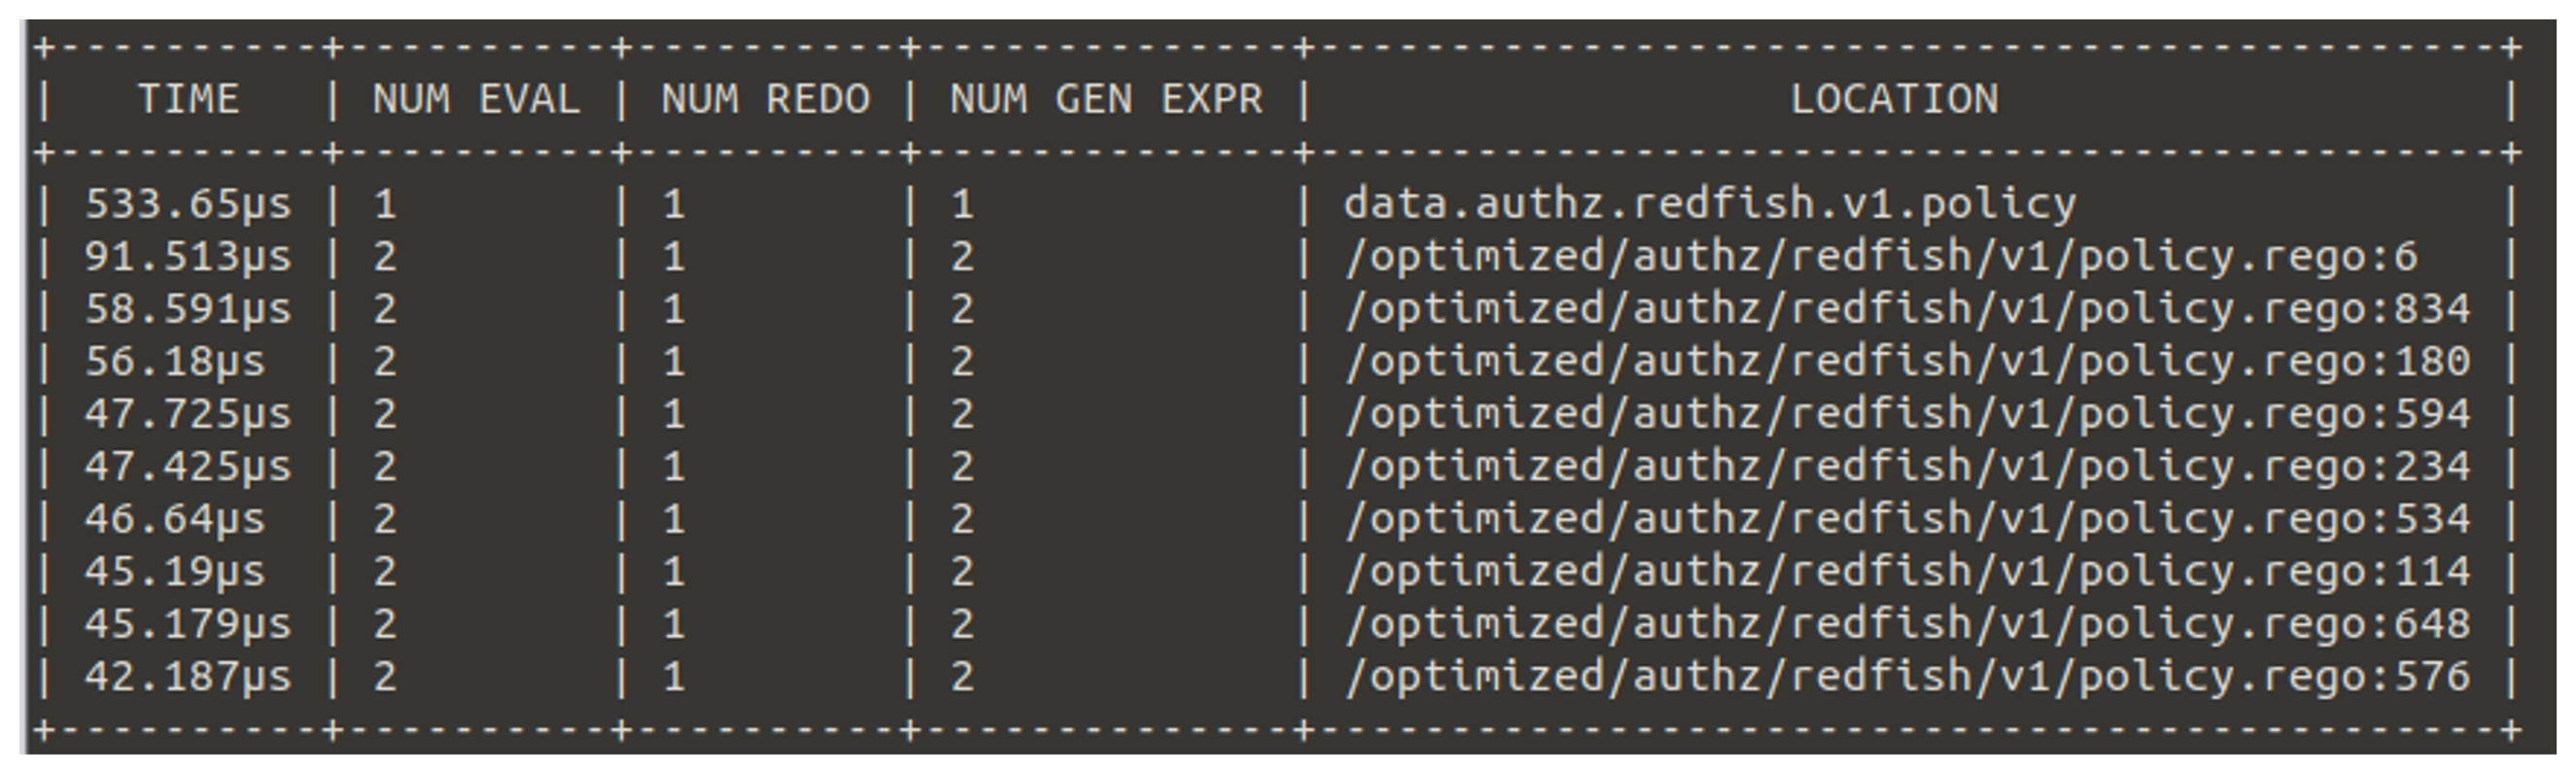 +----------+----------+----------+--------------+---------------------------------------------+
|   TIME   | NUM EVAL | NUM REDO | NUM GEN EXPR |                  LOCATION                   |
+----------+----------+----------+--------------+---------------------------------------------+
| 533.65µs | 1        | 1        | 1            | data.authz.redfish.v1.policy                |
| 91.513µs | 2        | 1        | 2            | /optimized/authz/redfish/v1/policy.rego:6   |
| 58.591µs | 2        | 1        | 2            | /optimized/authz/redfish/v1/policy.rego:834 |
| 56.18µs  | 2        | 1        | 2            | /optimized/authz/redfish/v1/policy.rego:180 |
| 47.725µs | 2        | 1        | 2            | /optimized/authz/redfish/v1/policy.rego:594 |
| 47.425µs | 2        | 1        | 2            | /optimized/authz/redfish/v1/policy.rego:234 |
| 46.64µs  | 2        | 1        | 2            | /optimized/authz/redfish/v1/policy.rego:534 |
| 45.19µs  | 2        | 1        | 2            | /optimized/authz/redfish/v1/policy.rego:114 |
| 45.179µs | 2        | 1        | 2            | /optimized/authz/redfish/v1/policy.rego:648 |
| 42.187µs | 2        | 1        | 2            | /optimized/authz/redfish/v1/policy.rego:576 |
+----------+----------+----------+--------------+---------------------------------------------+